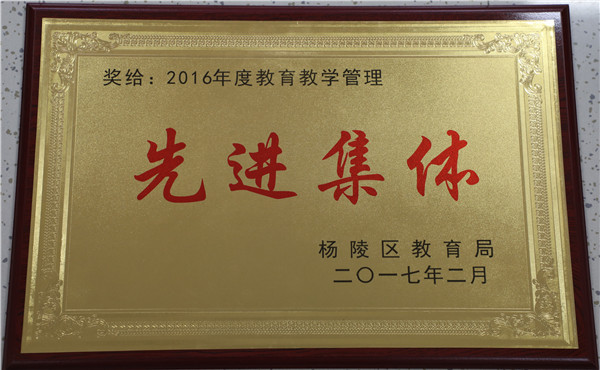 奖给：2016年度教育教学管理
先进集体
杨陵区教育局
二〇一七年二月